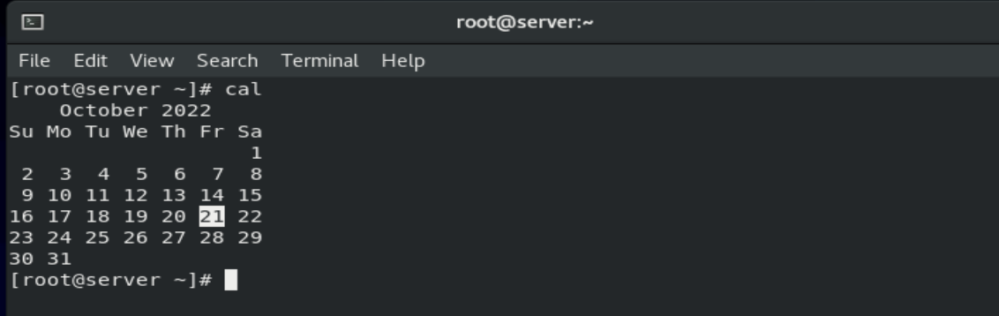 root@server:~
File Edit View Search Terminal Help
[root@server ~]# cal
    October 2022
Su Mo Tu We Th Fr Sa
                   1
 2  3  4  5  6  7  8
 9 10 11 12 13 14 15
16 17 18 19 20 21 22
23 24 25 26 27 28 29
30 31
[root@server ~]#